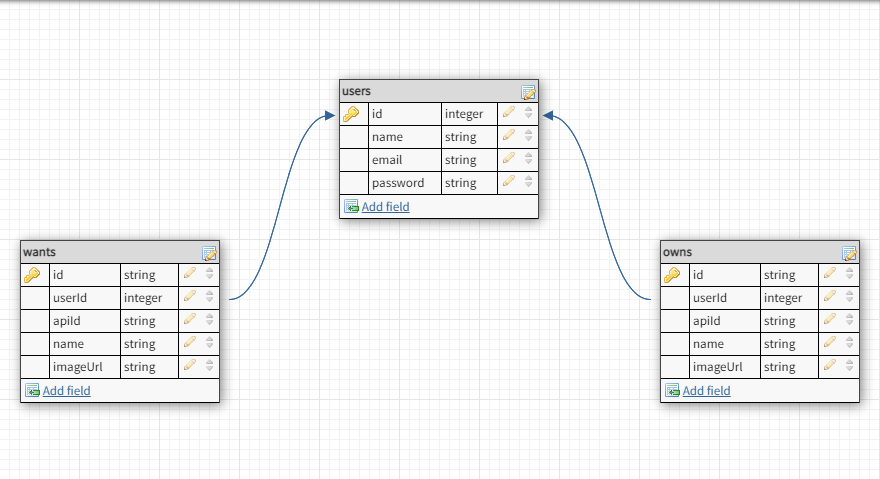 users
id integer
name string
email string
password string
Add field
wants
id string
userId integer
apiId string
name string
imageUrl string
Add field
owns
id string
userId integer
apiId string
name string
imageUrl string
Add field